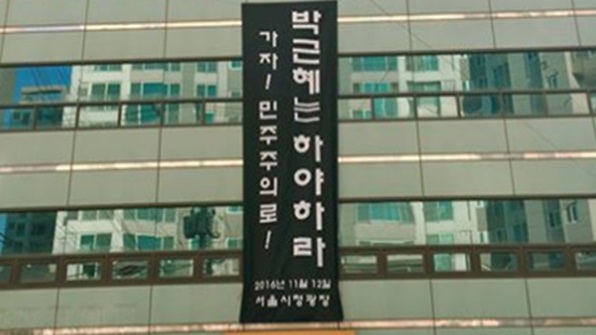 박근혜는 하야하라
가자! 민주주의로!
2016년 11월 12일
서울시청광장